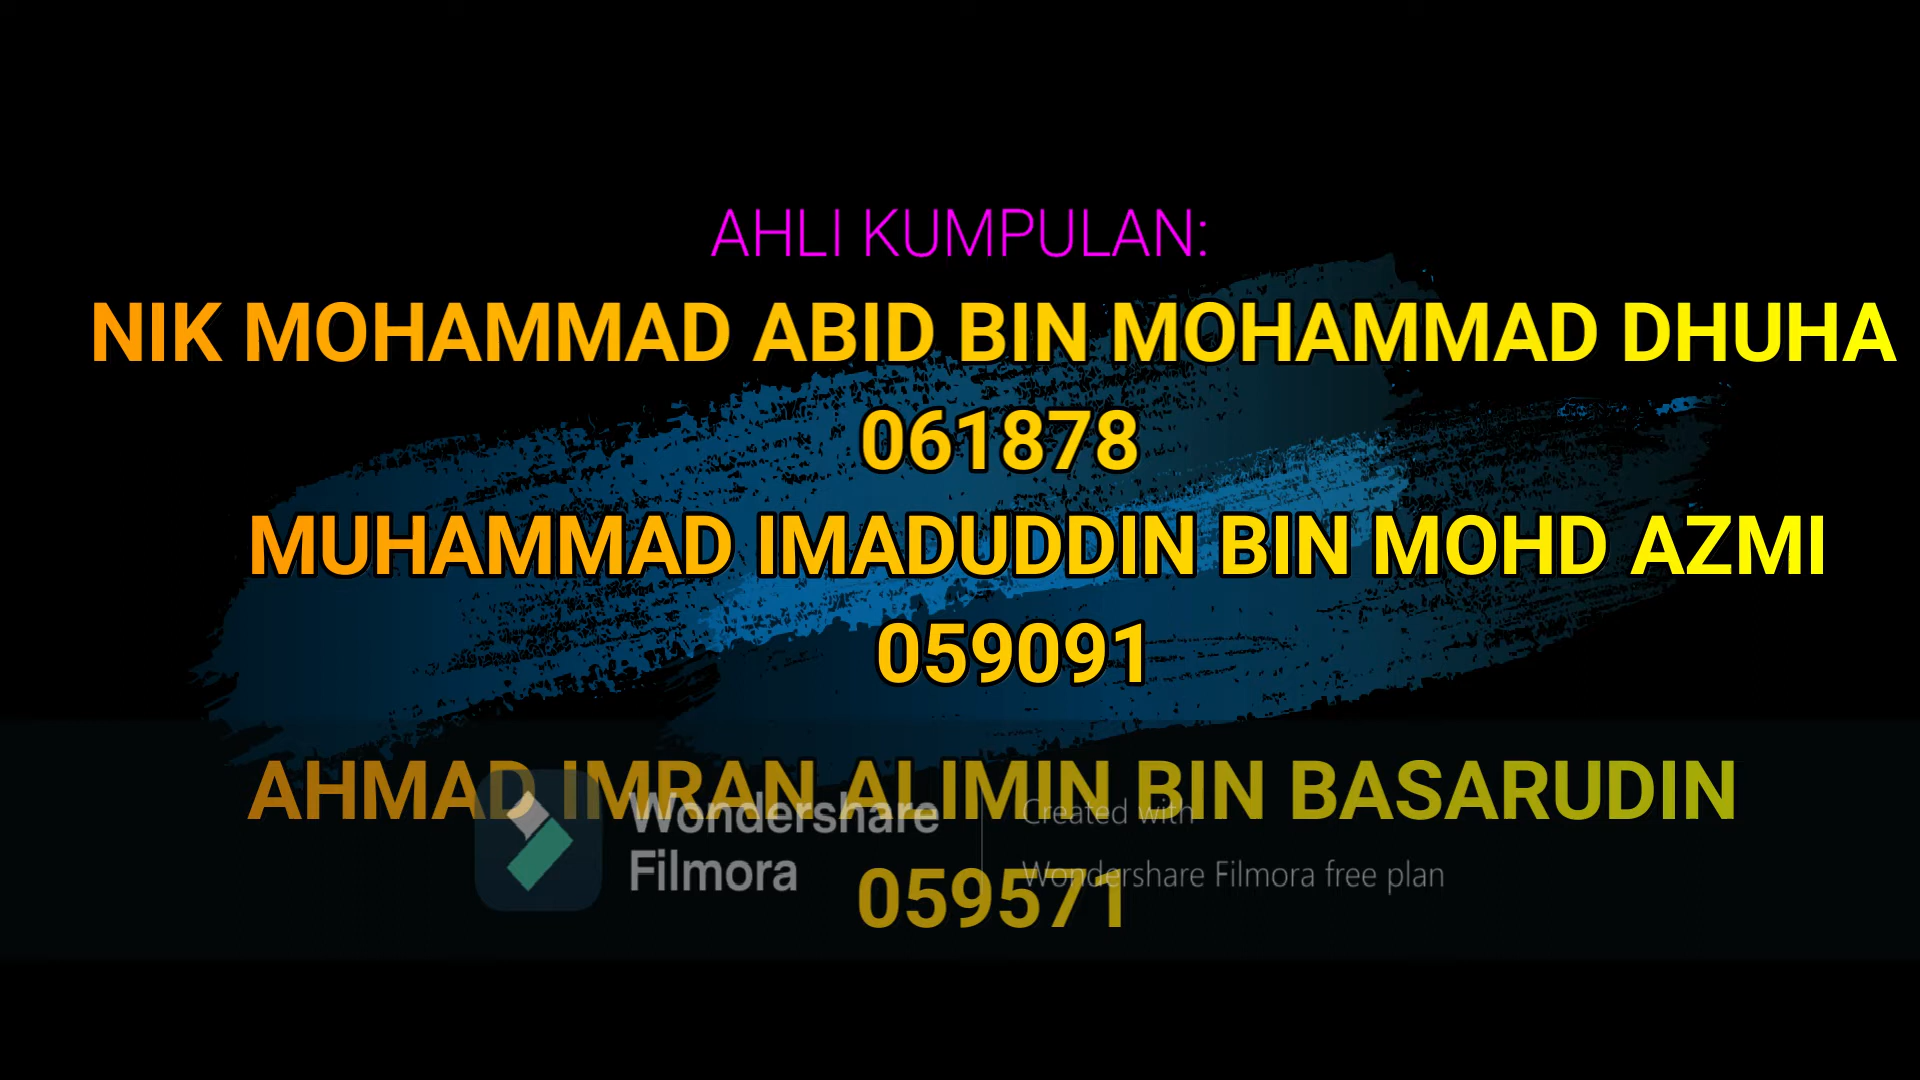 AHLI KUMPULAN:
NIK MOHAMMAD ABID BIN MOHAMMAD DHUHA
061878
MUHAMMAD IMADUDDIN BIN MOHD AZMI
059091
AHMAD IMRAN ALIMIN BIN BASARUDIN
059571
Wondershare
Filmora
Created with
Wondershare Filmora free plan